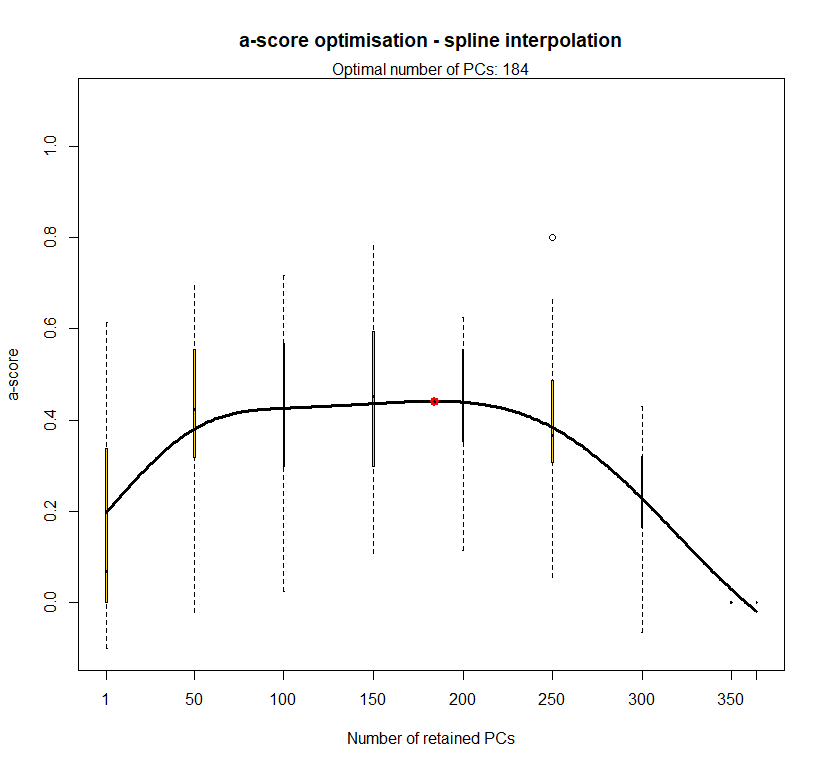 a-score optimisation - spline interpolation
Optimal number of PCs: 184
a-score
1.0
0.8
0.6
0.4
0.2
0.0
1 50 100 150 200 250 300 350
Number of retained PCs